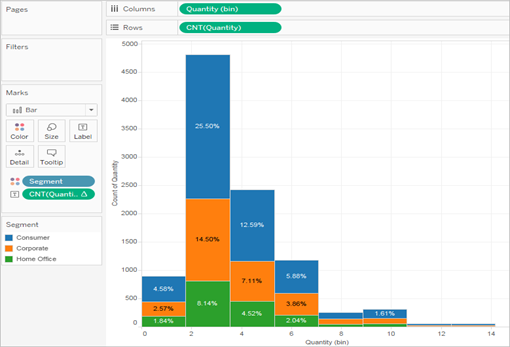 Pages
Columns
Quantity (bin)
Rows
CNT(Quantity)
Filters
Marks
Bar
Color
Size
Label
Detail
Tooltip
Segment
CNT(Quanti..
Segment
Consumer
Corporate
Home Office
Count of Quantity
5000
4500
4000
3500
3000
2500
2000
1500
1000
500
0
25.50%
14.50%
8.14%
12.59%
7.11%
4.52%
5.88%
3.86%
2.04%
4.58%
2.57%
1.84%
1.61%
0 2 4 6 8 10 12 14
Quantity (bin)